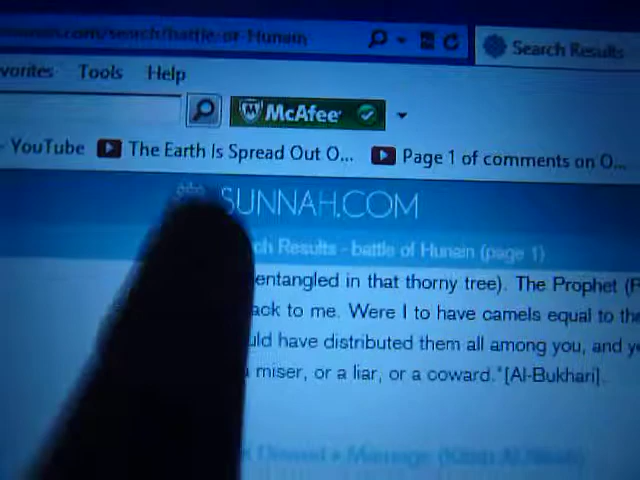 .com/search/battle-of-Hunain
Search Results
vorites Tools Help
McAfee
- YouTube The Earth Is Spread Out O... Page 1 of comments on O...
SUNNAH.COM
ch Results - battle of Hunain (page 1)
entangled in that thorny tree). The Prophet (P
ack to me. Were I to have camels equal to the
uld have distributed them all among you, and y
miser, or a liar, or a coward."[Al-Bukhari].